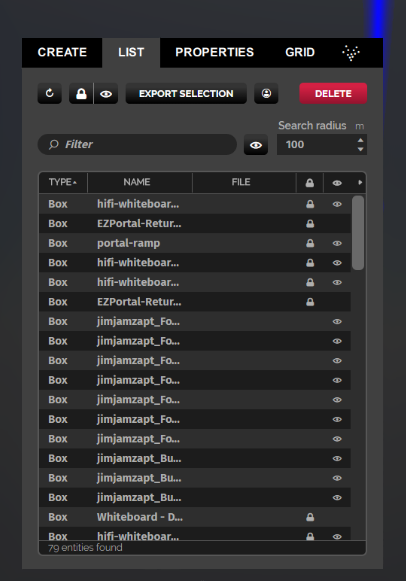 CREATE LIST PROPERTIES GRID
EXPORT SELECTION DELETE
Search radius m
Filter 100
TYPE NAME FILE
Box hifi-whiteboar...
Box EZPortal-Retur...
Box portal-ramp
Box hifi-whiteboar...
Box hifi-whiteboar...
Box EZPortal-Retur...
Box jimjamzapt_Fo...
Box jimjamzapt_Fo...
Box jimjamzapt_Fo...
Box jimjamzapt_Fo...
Box jimjamzapt_Fo...
Box jimjamzapt_Fo...
Box jimjamzapt_Bu...
Box jimjamzapt_Bu...
Box jimjamzapt_Bu...
Box jimjamzapt_Bu...
Box Whiteboard - D...
Box hifi-whiteboar...
79 entities found